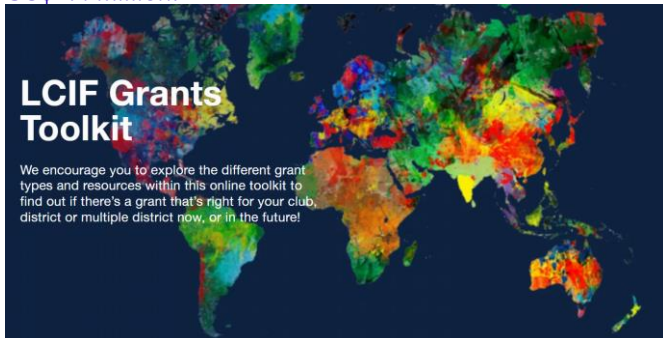 LCIF Grants
Toolkit
We encourage you to explore the different grant
types and resources within this online toolkit to
find out if there's a grant that's right for your club,
district or multiple district now, or in the future!